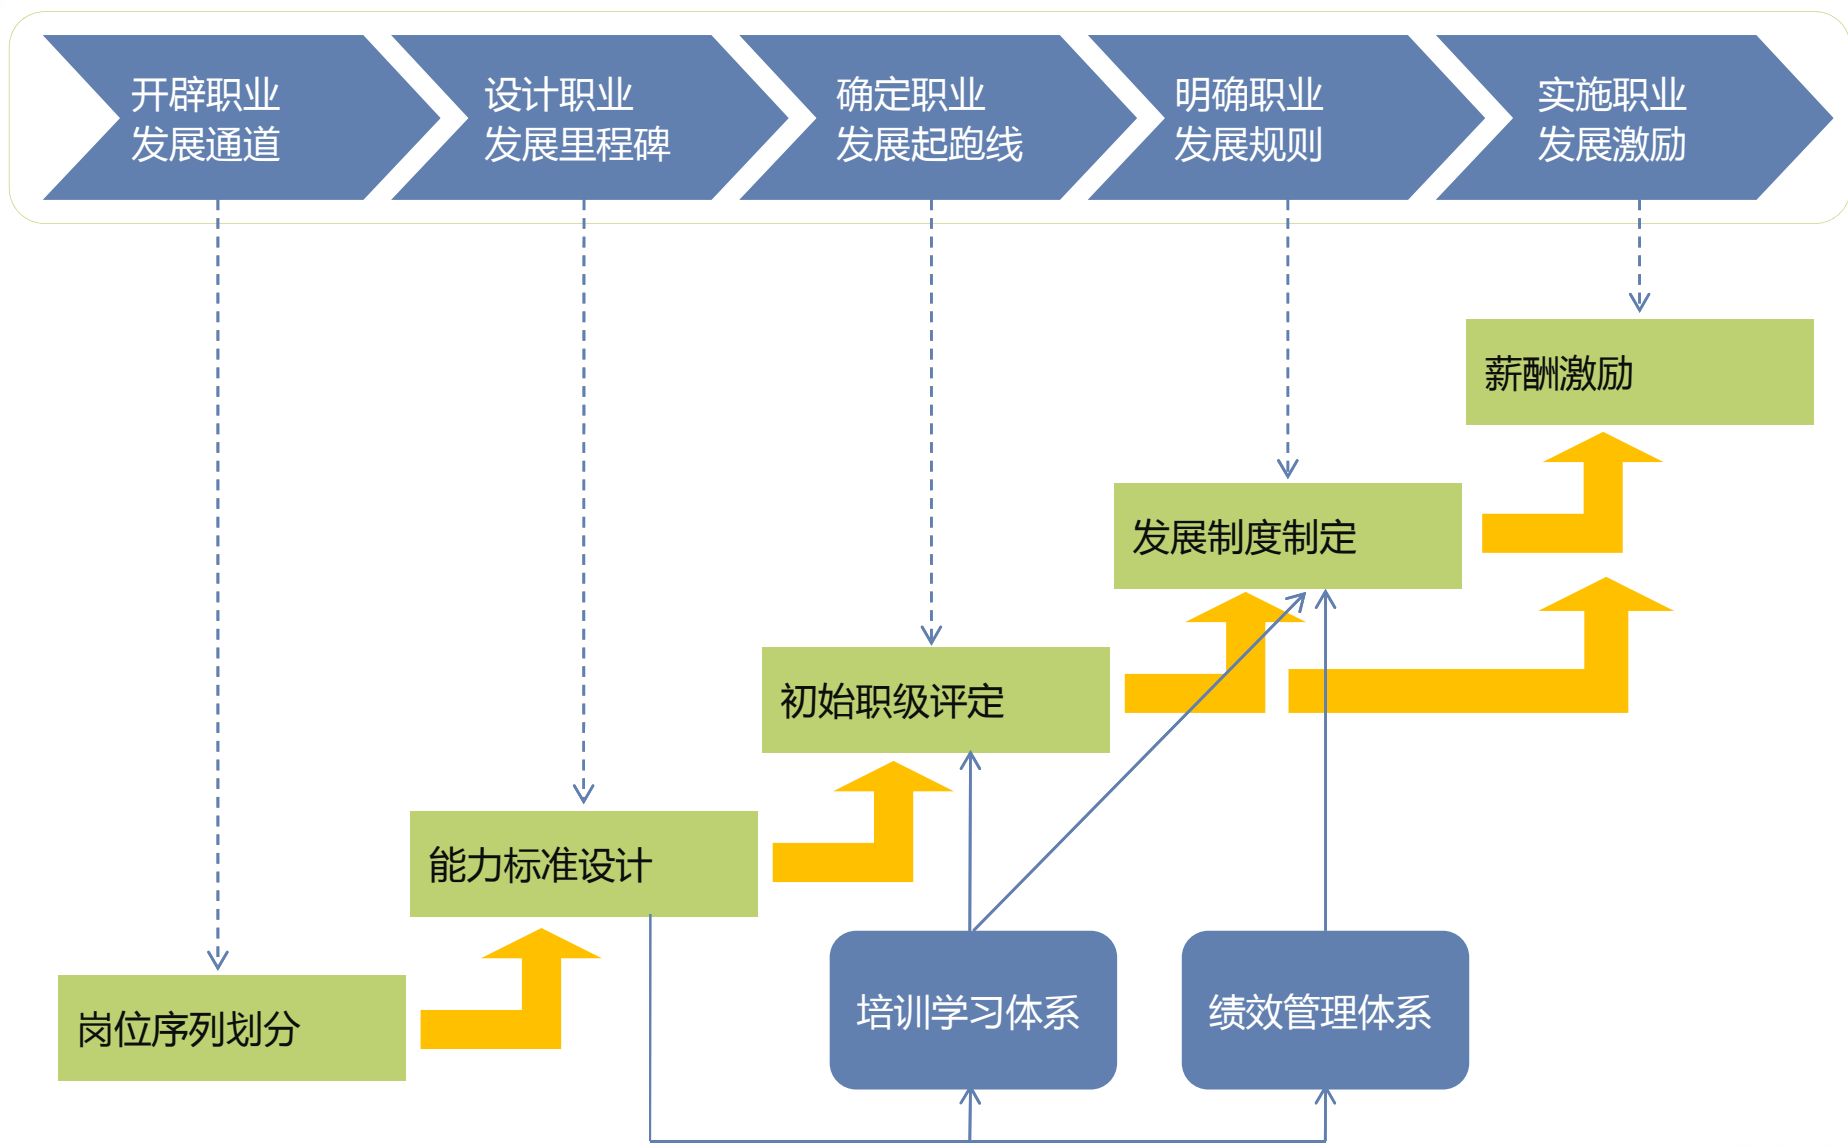 开辟职业
发展通道
设计职业
发展里程碑
确定职业
发展起跑线
明确职业
发展规则
实施职业
发展激励
薪酬激励
发展制度制定
初始职级评定
能力标准设计
岗位序列划分
培训学习体系
绩效管理体系